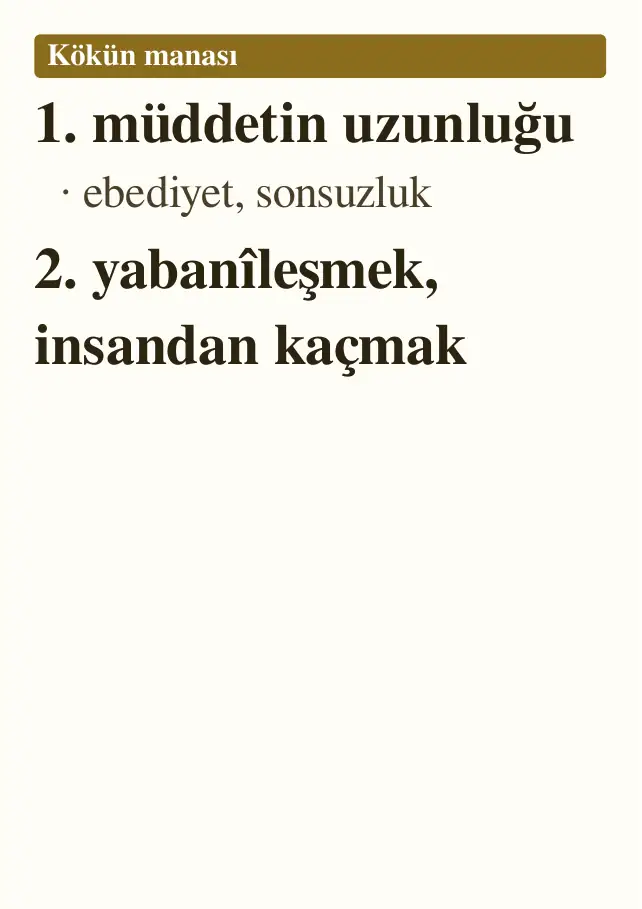 Kökün manası
1. müddetin uzunluğu
· ebediyet, sonsuzluk
2. yabanîleşmek,
insandan kaçmak